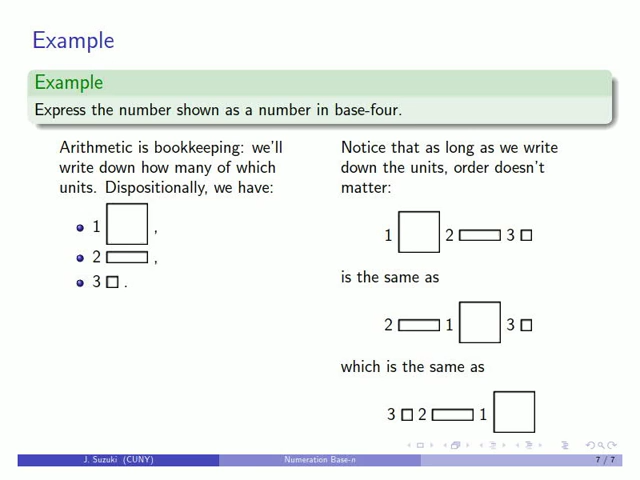 Example
Example
Express the number shown as a number in base-four.
Arithmetic is bookkeeping: we'll
write down how many of which
units. Dispositionally, we have:
1 ,
2 ,
3 .
Notice that as long as we write
down the units, order doesn't
matter:
1 2 3
is the same as
2 1 3
which is the same as
3 2 1
J. Suzuki (CUNY) Numeration Base-n 7 / 7